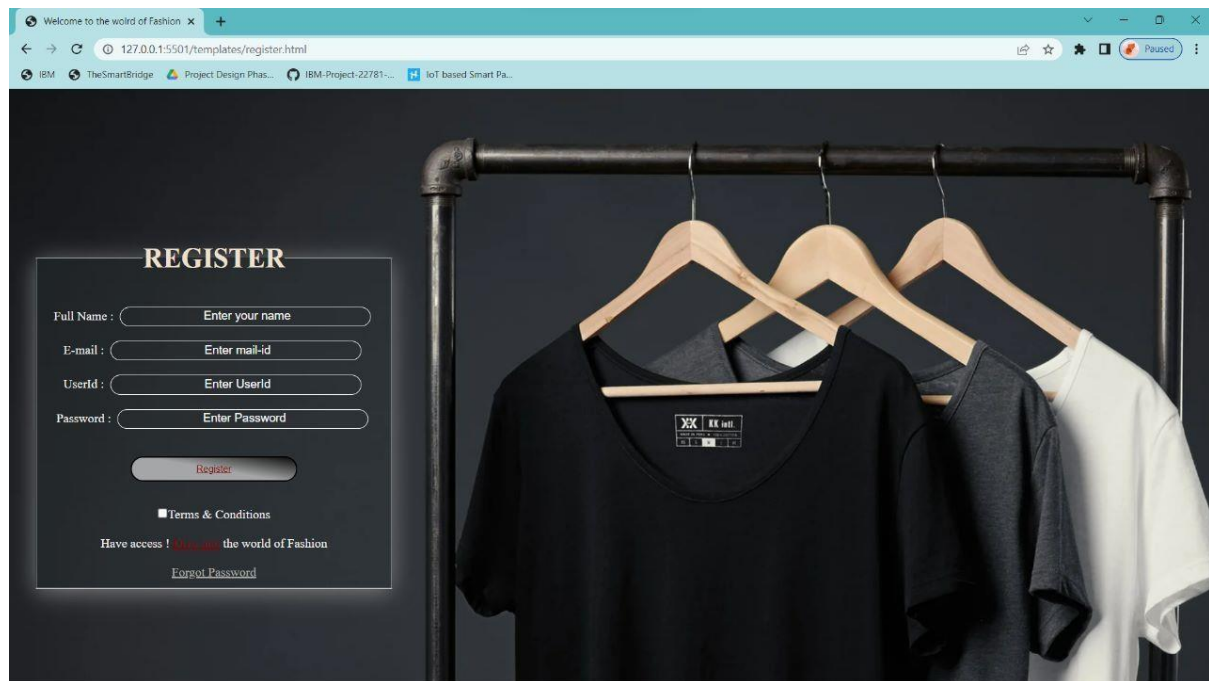 Welcome to the wolrd of Fashion
127.0.0.1:5501/templates/register.html
Paused
IBM TheSmartBridge Project Design Phas... IBM-Project-22781-... IoT based Smart Pa...
REGISTER
Full Name : Enter your name
E-mail : Enter mail-id
UserId : Enter UserId
Password : Enter Password
Register
Terms & Conditions
Have access ! the world of Fashion
Forgot Password
KK intl.